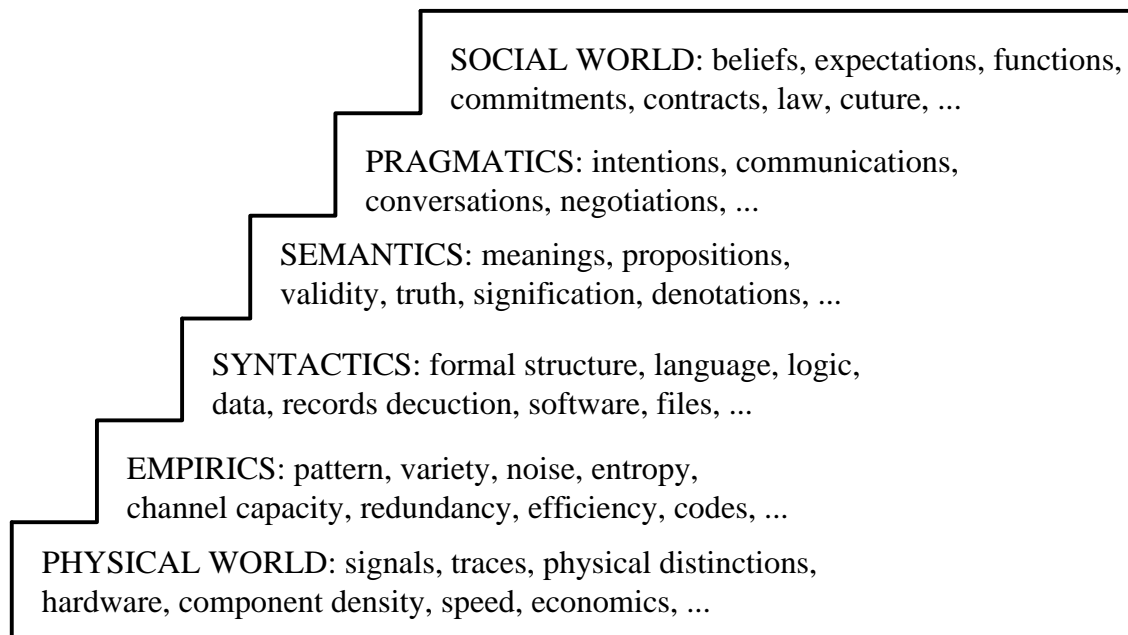 SOCIAL WORLD: beliefs, expectations, functions,
commitments, contracts, law, cuture, ...
PRAGMATICS: intentions, communications,
conversations, negotiations, ...
SEMANTICS: meanings, propositions,
validity, truth, signification, denotations, ...
SYNTACTICS: formal structure, language, logic,
data, records decuction, software, files, ...
EMPIRICS: pattern, variety, noise, entropy,
channel capacity, redundancy, efficiency, codes, ...
PHYSICAL WORLD: signals, traces, physical distinctions,
hardware, component density, speed, economics, ...